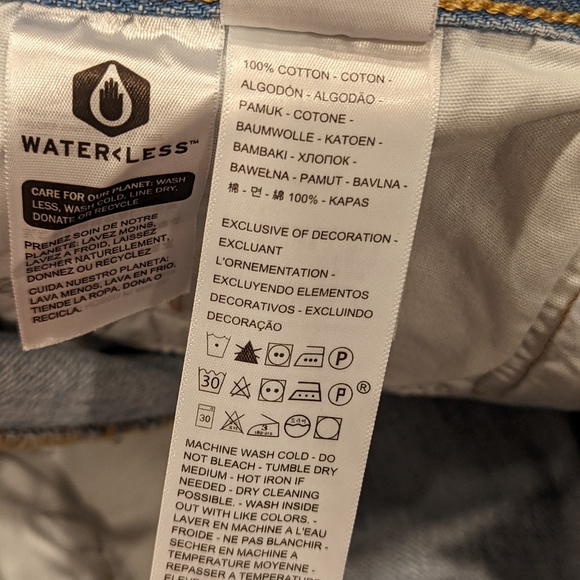 WATER<LESS™
CARE FOR OUR PLANET: WASH
LESS, WASH COLD, LINE DRY,
DONATE OR RECYCLE
PRENEZ SOIN DE NOTRE
PLANÈTE: LAVEZ MOINS,
LAVEZ À FROID, LAISSEZ
SÉCHER NATURELLEMENT,
DONNEZ OU RECYCLEZ
CUIDA NUESTRO PLANETA:
LAVA MENOS, LAVA EN FRÍO,
TIENDE LA ROPA, DONA O
RECICLA.
100% COTTON - COTON -
ALGODÓN - ALGODÃO -
PAMUK - COTONE -
BAUMWOLLE - KATOEN -
BAMBAKI - ХЛОПОК -
BAWEŁNA - PAMUT - BAVLNA -
棉 - 면 - 綿 100% - KAPAS
EXCLUSIVE OF DECORATION -
EXCLUANT
L'ORNEMENTATION -
EXCLUYENDO ELEMENTOS
DECORATIVOS - EXCLUINDO
DECORAÇÃO
P
30 P ®
30
MACHINE WASH COLD - DO
NOT BLEACH - TUMBLE DRY
MEDIUM - HOT IRON IF
NEEDED - DRY CLEANING
POSSIBLE. - WASH INSIDE
OUT WITH LIKE COLORS. -
LAVER EN MACHINE A L'EAU
FROIDE - NE PAS BLANCHIR -
SECHER EN MACHINE A
TEMPERATURE MOYENNE -
REPASSER A TEMPERATURE